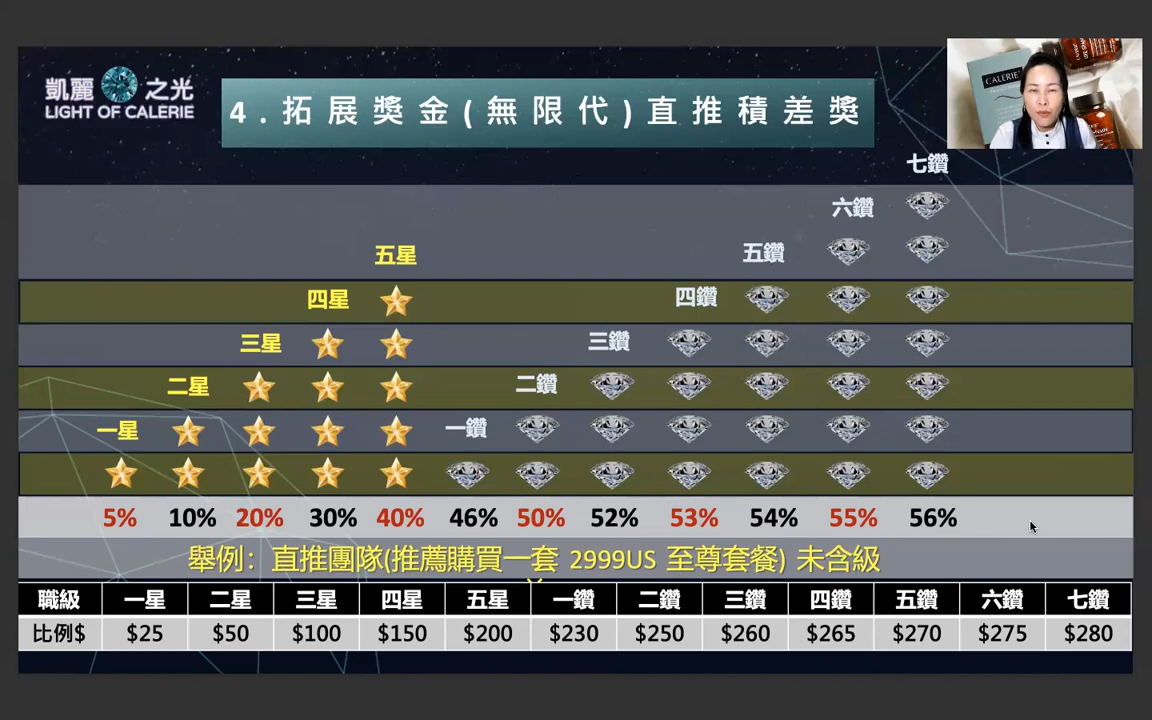 凱麗之光
LIGHT OF CALERIE
4.拓展獎金(無限代)直推積差獎
CALERIE
七鑽
六鑽
五星 五鑽
四星 四鑽
三星 三鑽
二星 二鑽
一星 一鑽
5% 10% 20% 30% 40% 46% 50% 52% 53% 54% 55% 56%
舉例：直推團隊(推薦購買一套 2999US 至尊套餐) 未含級
職級 一星 二星 三星 四星 五星 一鑽 二鑽 三鑽 四鑽 五鑽 六鑽 七鑽
比例$ $25 $50 $100 $150 $200 $230 $250 $260 $265 $270 $275 $280